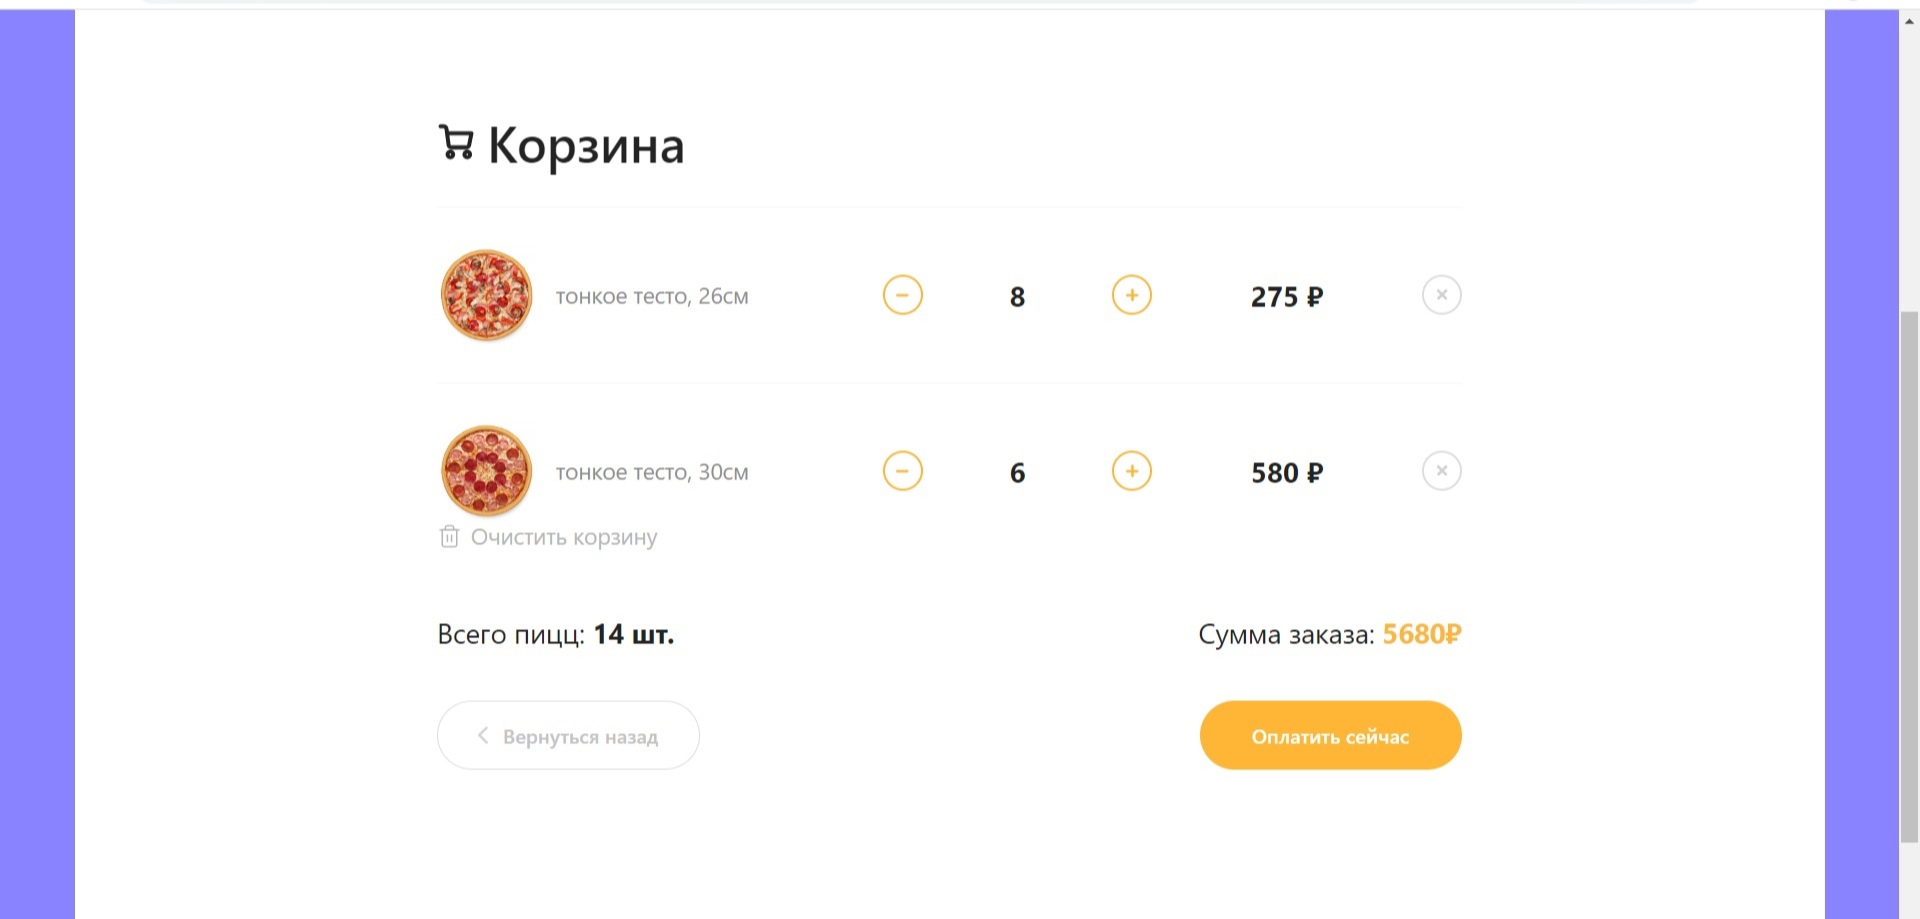 Корзина
тонкое тесто, 26см
8
275 ₽
тонкое тесто, 30см
6
580 ₽
Очистить корзину
Всего пицц: 14 шт.
Сумма заказа: 5680₽
Вернуться назад
Оплатить сейчас